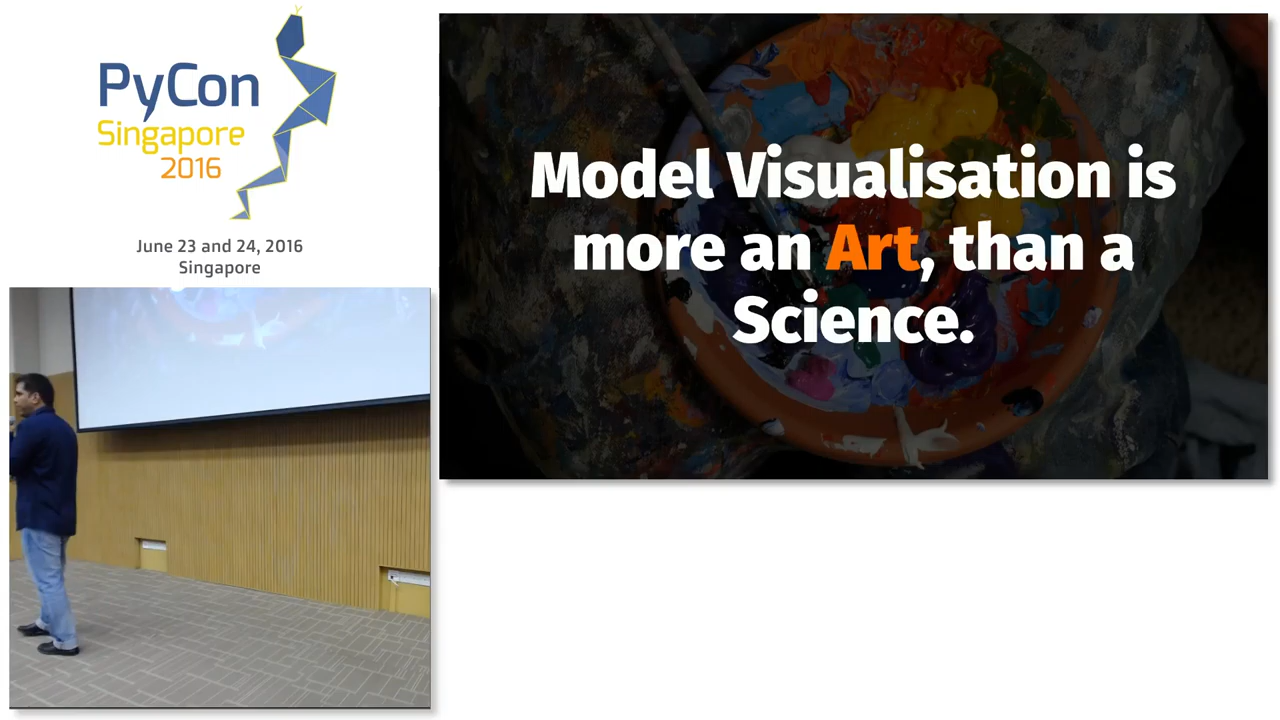 PyCon
Singapore
2016
June 23 and 24, 2016
Singapore
Model Visualisation is
more an Art, than a
Science.